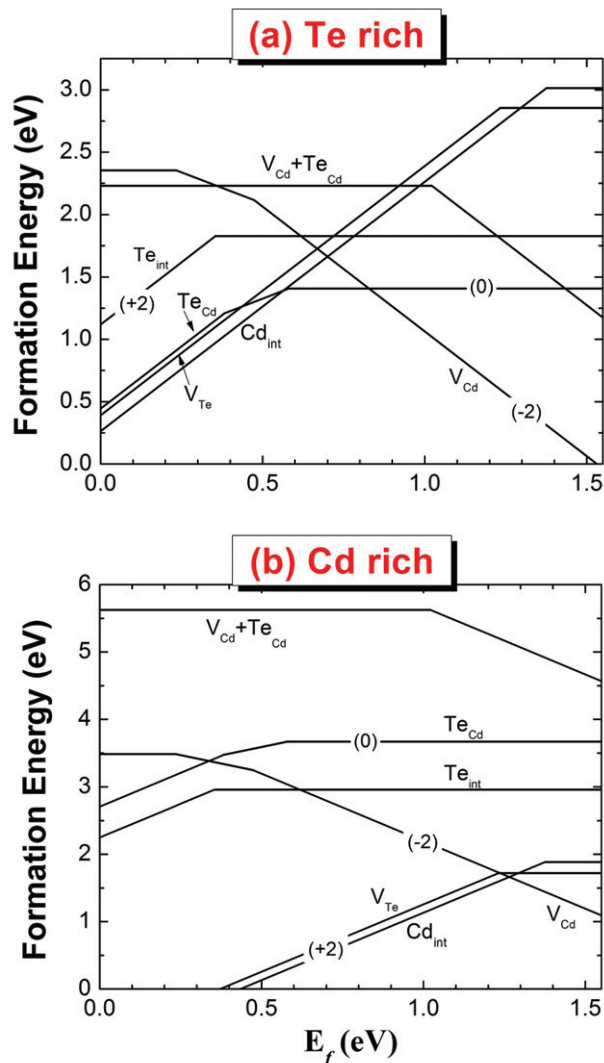 (a) Te rich
Formation Energy (eV)
3.0
2.5
2.0
1.5
1.0
0.5
0.0
V_Cd+Te_Cd
Te_int
(+2)
Te_Cd
V_Te
Cd_int
(0)
V_Cd
(-2)
0.0 0.5 1.0 1.5
(b) Cd rich
Formation Energy (eV)
6
5
4
3
2
1
0
V_Cd+Te_Cd
Te_Cd
(0)
Te_int
(-2)
V_Te
Cd_int
(+2)
V_Cd
0.0 0.5 1.0 1.5
E_f (eV)